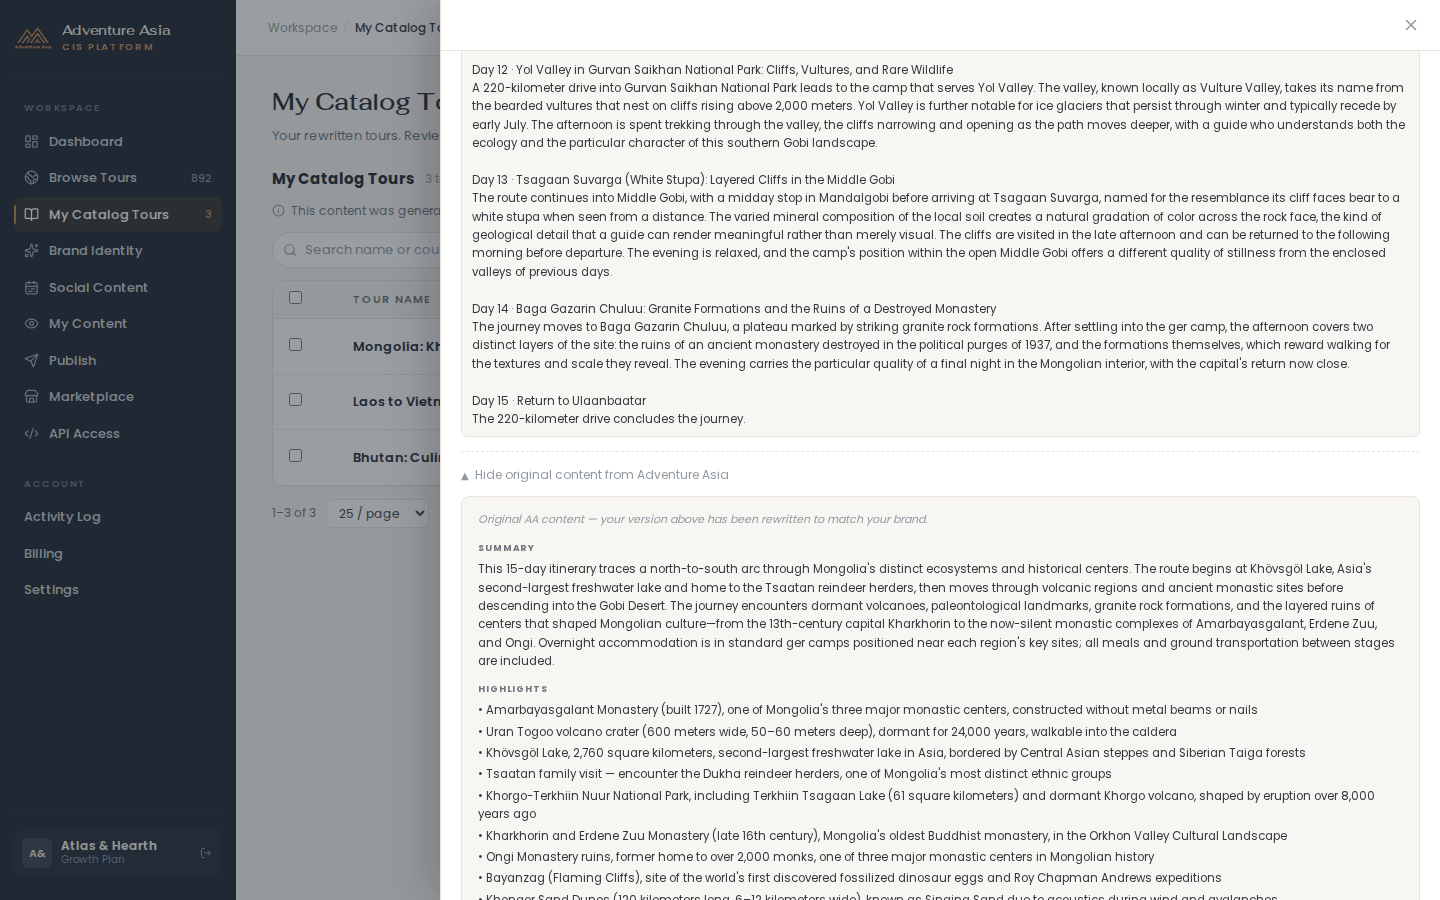 Adventure Asia
CIS PLATFORM
WORKSPACE
Dashboard
Browse Tours 892
My Catalog Tours 3
Brand Identity
Social Content
My Content
Publish
Marketplace
API Access
ACCOUNT
Activity Log
Billing
Settings
A& Atlas & Hearth
Growth Plan
Workspace / My Catalog To
My Catalog To
Your rewritten tours. Revie
My Catalog Tours 3 t
This content was genera
Search name or cou
TOUR NAME
Mongolia: Kh
Laos to Vietn
Bhutan: Culin
1–3 of 3 25 / page
Day 12 · Yol Valley in Gurvan Saikhan National Park: Cliffs, Vultures, and Rare Wildlife
A 220-kilometer drive into Gurvan Saikhan National Park leads to the camp that serves Yol Valley. The valley, known locally as Vulture Valley, takes its name from
the bearded vultures that nest on cliffs rising above 2,000 meters. Yol Valley is further notable for ice glaciers that persist through winter and typically recede by
early July. The afternoon is spent trekking through the valley, the cliffs narrowing and opening as the path moves deeper, with a guide who understands both the
ecology and the particular character of this southern Gobi landscape.
Day 13 · Tsagaan Suvarga (White Stupa): Layered Cliffs in the Middle Gobi
The route continues into Middle Gobi, with a midday stop in Mandalgobi before arriving at Tsagaan Suvarga, named for the resemblance its cliff faces bear to a
white stupa when seen from a distance. The varied mineral composition of the local soil creates a natural gradation of color across the rock face, the kind of
geological detail that a guide can render meaningful rather than merely visual. The cliffs are visited in the late afternoon and can be returned to the following
morning before departure. The evening is relaxed, and the camp's position within the open Middle Gobi offers a different quality of stillness from the enclosed
valleys of previous days.
Day 14 · Baga Gazarin Chuluu: Granite Formations and the Ruins of a Destroyed Monastery
The journey moves to Baga Gazarin Chuluu, a plateau marked by striking granite rock formations. After settling into the ger camp, the afternoon covers two
distinct layers of the site: the ruins of an ancient monastery destroyed in the political purges of 1937, and the formations themselves, which reward walking for
the textures and scale they reveal. The evening carries the particular quality of a final night in the Mongolian interior, with the capital's return now close.
Day 15 · Return to Ulaanbaatar
The 220-kilometer drive concludes the journey.
▲ Hide original content from Adventure Asia
Original AA content — your version above has been rewritten to match your brand.
SUMMARY
This 15-day itinerary traces a north-to-south arc through Mongolia's distinct ecosystems and historical centers. The route begins at Khövsgöl Lake, Asia's
second-largest freshwater lake and home to the Tsaatan reindeer herders, then moves through volcanic regions and ancient monastic sites before
descending into the Gobi Desert. The journey encounters dormant volcanoes, paleontological landmarks, granite rock formations, and the layered ruins of
centers that shaped Mongolian culture—from the 13th-century capital Kharkhorin to the now-silent monastic complexes of Amarbayasgalant, Erdene Zuu,
and Ongi. Overnight accommodation is in standard ger camps positioned near each region's key sites; all meals and ground transportation between stages
are included.
HIGHLIGHTS
• Amarbayasgalant Monastery (built 1727), one of Mongolia's three major monastic centers, constructed without metal beams or nails
• Uran Togoo volcano crater (600 meters wide, 50–60 meters deep), dormant for 24,000 years, walkable into the caldera
• Khövsgöl Lake, 2,760 square kilometers, second-largest freshwater lake in Asia, bordered by Central Asian steppes and Siberian Taiga forests
• Tsaatan family visit — encounter the Dukha reindeer herders, one of Mongolia's most distinct ethnic groups
• Khorgo-Terkhiin Nuur National Park, including Terkhiin Tsagaan Lake (61 square kilometers) and dormant Khorgo volcano, shaped by eruption over 8,000
years ago
• Kharkhorin and Erdene Zuu Monastery (late 16th century), Mongolia's oldest Buddhist monastery, in the Orkhon Valley Cultural Landscape
• Ongi Monastery ruins, former home to over 2,000 monks, one of three major monastic centers in Mongolian history
• Bayanzag (Flaming Cliffs), site of the world's first discovered fossilized dinosaur eggs and Roy Chapman Andrews expeditions
• Khongor Sand Dunes (120 kilometers long, 6–12 kilometers wide), known as Singing Sand due to acoustics during wind and avalanches